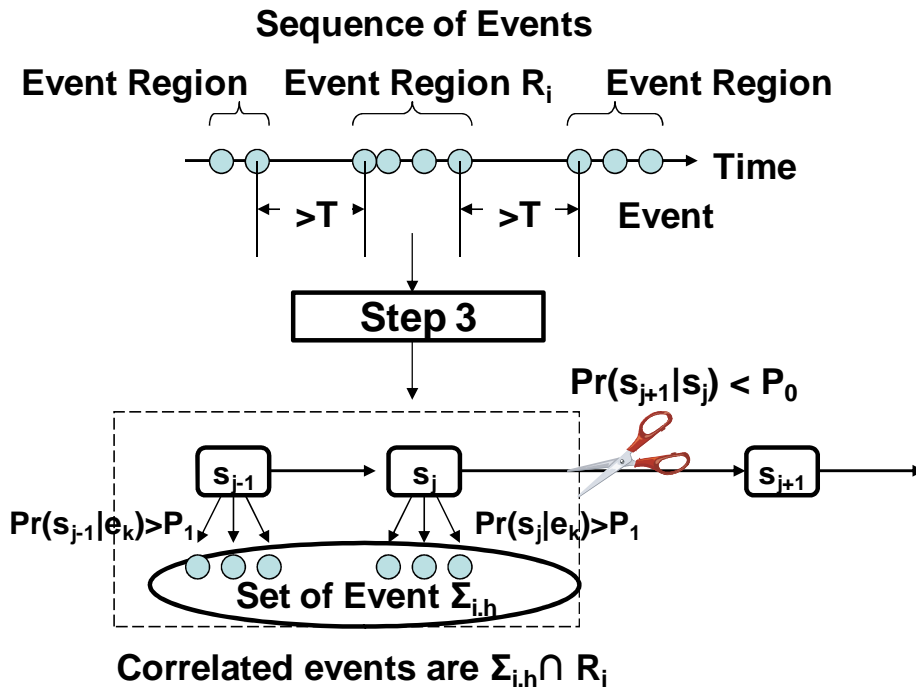 Sequence of Events
Event Region Event Region Rᵢ Event Region
Time
>T >T Event
Step 3
Pr(sⱼ₊₁|sⱼ) < P₀
sⱼ₋₁ sⱼ sⱼ₊₁
Pr(sⱼ₋₁|eₖ)>P₁ Pr(sⱼ|eₖ)>P₁
Set of Event Σᵢ.ₕ
Correlated events are Σᵢ.ₕ∩ Rᵢ